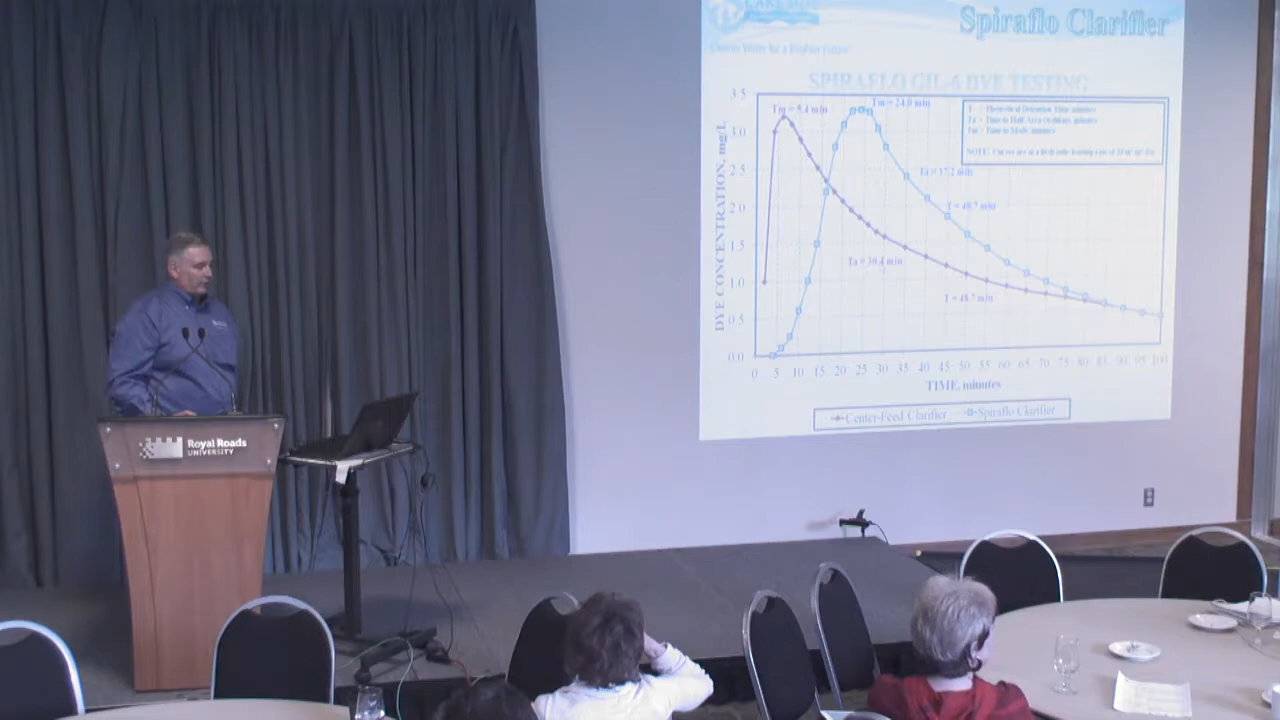 Spiraflo Clarifier
SPIRAFLO GIL-6 DYE TESTING
3.5
3.0
2.5
2.0
1.5
1.0
0.5
0.0
DYE CONCENTRATION, mg/L
Tm = 5.4 min
Tm = 24.0 min
Ta = 37.2 min
T = 48.7 min
Ta = 30.4 min
T = 48.7 min
0 5 10 15 20 25 30 35 40 45 50 55 60 65 70 75 80 85 90 95 100
TIME, minutes
Center-Feed Clarifier
Spiraflo Clarifier
Royal Roads
UNIVERSITY